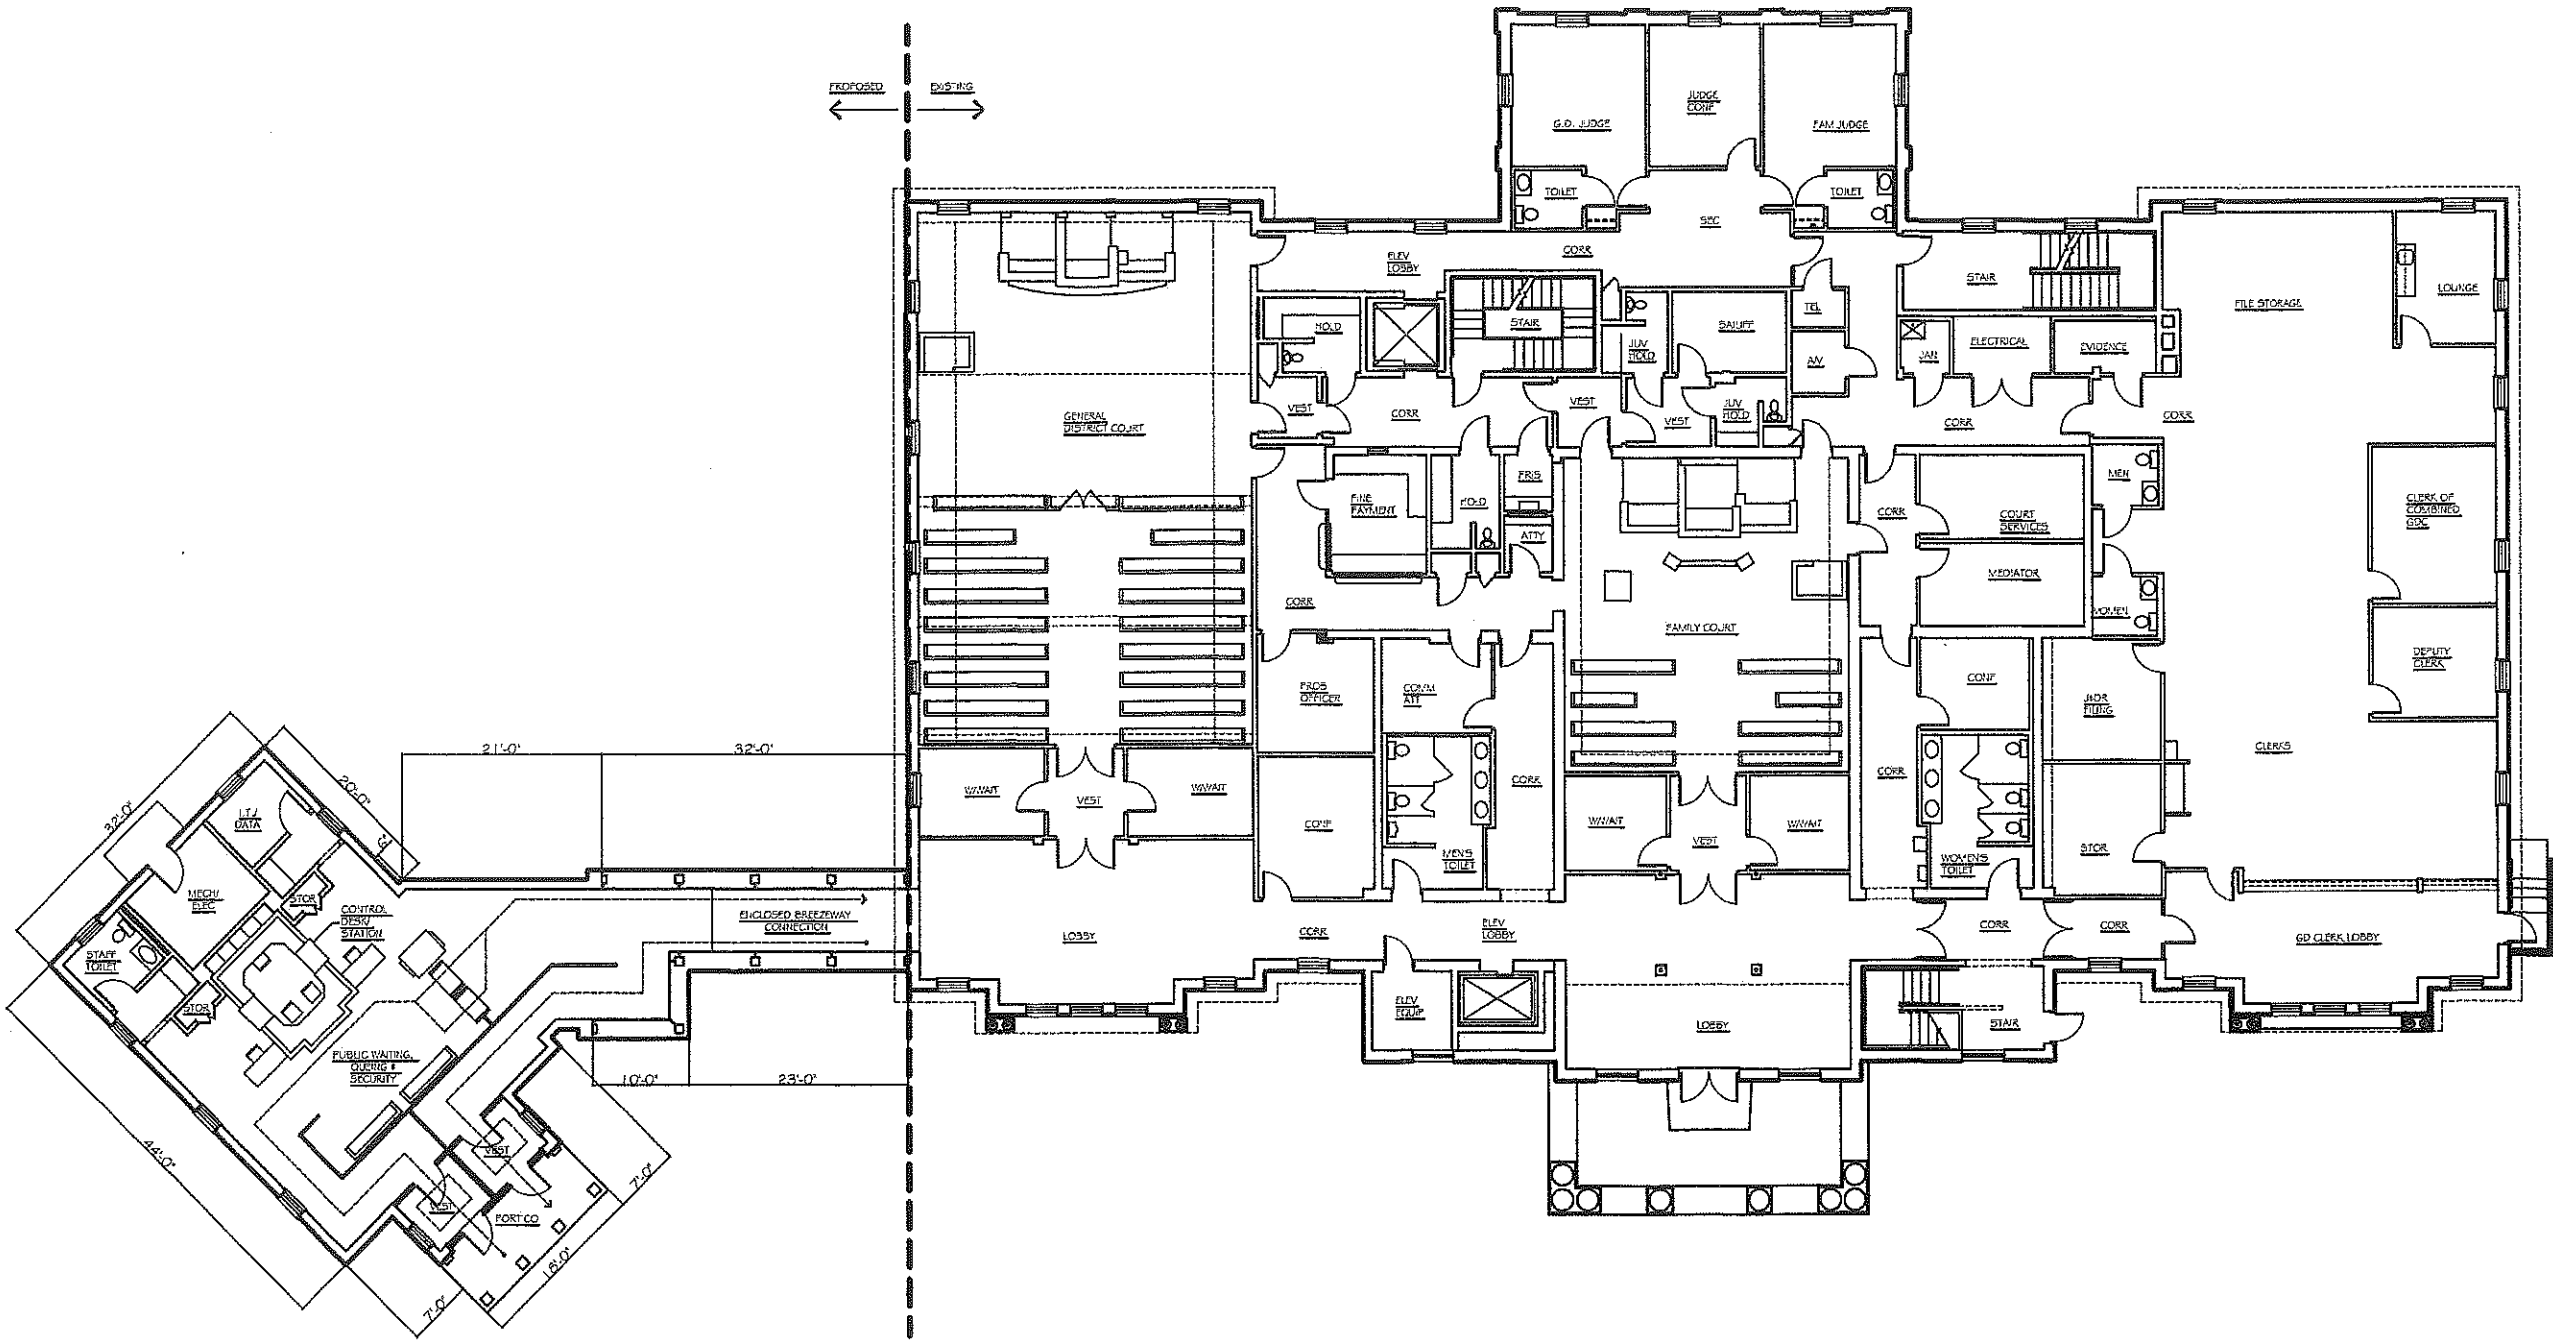 PROPOSED
EXISTING
G.D. JUDGE
JUDGE
CONF
FAM JUDGE
TOILET
TOILET
SEC
CORR
ELEV
LOBBY
STAIR
FILE STORAGE
LOUNGE
HOLD
STAIR
JUV
HOLD
BAILIFF
TEL
A/V
JAN
ELECTRICAL
EVIDENCE
GENERAL
DISTRICT COURT
VEST
CORR
VEST
VEST
JUV
HOLD
CORR
CORR
FINE
PAYMENT
HOLD
PRIS
ATTY
CORR
COURT
SERVICES
MEN
CLERK OF
COMBINED
GDC
MEDIATOR
WOMEN
CORR
FAMILY COURT
PROB
OFFICER
COMM
ATT
CONF
J&DR
FILING
DEPUTY
CLERK
CLERKS
21'-0"
32'-0"
W/WAIT
VEST
W/WAIT
CORR
CORR
CONF
W/WAIT
VEST
W/WAIT
MEN'S
TOILET
WOMEN'S
TOILET
STOR
32'-0"
20'-0"
6"
I.T./
DATA
MECH/
ELEC
STOR
CONTROL
DESK/
STATION
STAFF
TOILET
STOR
ENCLOSED BREEZEWAY
CONNECTION
LOBBY
CORR
ELEV
LOBBY
CORR
CORR
GD CLERK LOBBY
ELEV
EQUIP
LOBBY
STAIR
PUBLIC WAITING,
QUEING &
SECURITY
10'-0"
23'-0"
44'-0"
VEST
VEST
PORTCO
7'-0"
18'-0"
7'-0"